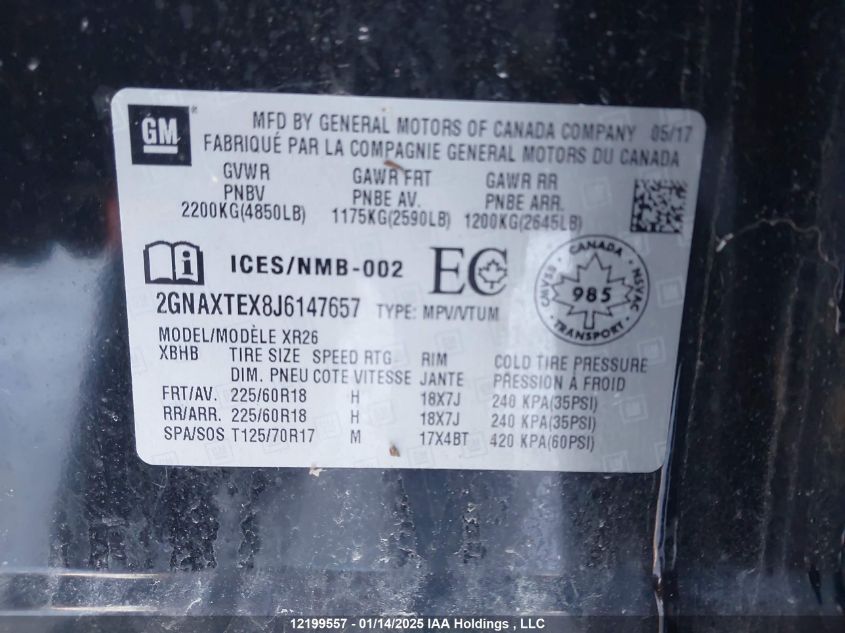 GM
MFD BY GENERAL MOTORS OF CANADA COMPANY 05/17
FABRIQUÉ PAR LA COMPAGNIE GENERAL MOTORS DU CANADA
GVWR GAWR FRT GAWR RR
PNBV PNBE AV. PNBE ARR.
2200KG(4850LB) 1175KG(2590LB) 1200KG(2645LB)
i ICES/NMB-002 EC
CANADA
SSAMC NSVAC
985
TRANSPORT
2GNAXTEX8J6147657 TYPE: MPV/VTUM
MODEL/MODÈLE XR26
XBHB TIRE SIZE SPEED RTG RIM COLD TIRE PRESSURE
DIM. PNEU COTE VITESSE JANTE PRESSION À FROID
FRT/AV. 225/60R18 H 18X7J 240 KPA(35PSI)
RR/ARR. 225/60R18 H 18X7J 240 KPA(35PSI)
SPA/SOS T125/70R17 M 17X4BT 420 KPA(60PSI)
12199557 - 01/14/2025 IAA Holdings , LLC